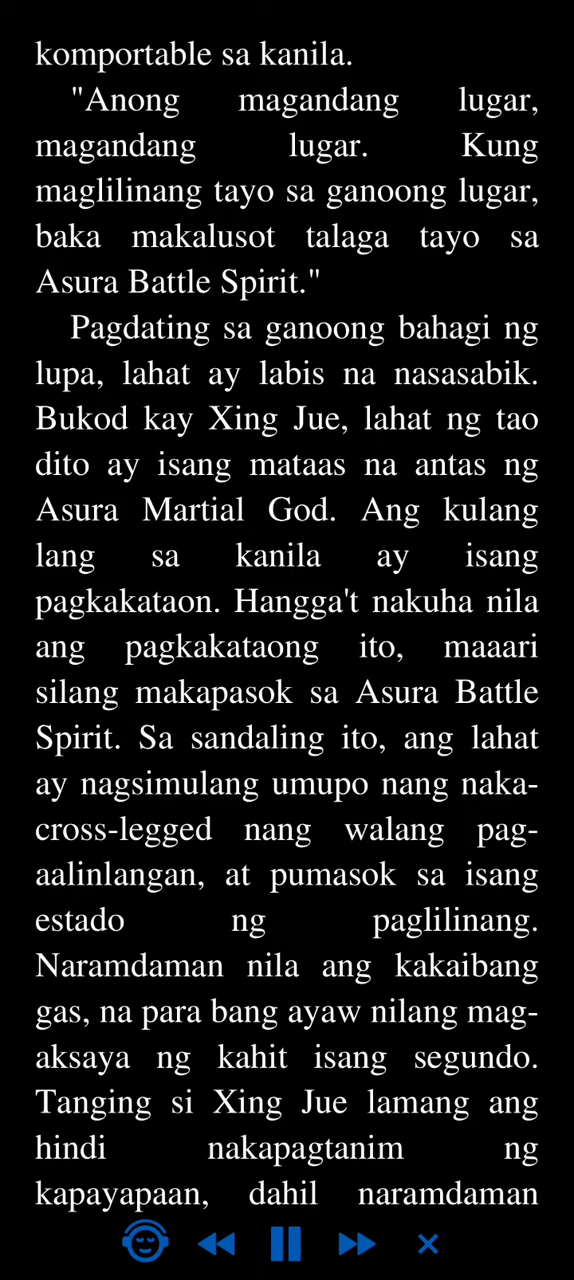 komportable sa kanila.
"Anong magandang lugar,
magandang lugar. Kung
maglilinang tayo sa ganoong lugar,
baka makalusot talaga tayo sa
Asura Battle Spirit."
Pagdating sa ganoong bahagi ng
lupa, lahat ay labis na nasasabik.
Bukod kay Xing Jue, lahat ng tao
dito ay isang mataas na antas ng
Asura Martial God. Ang kulang
lang sa kanila ay isang
pagkakataon. Hangga't nakuha nila
ang pagkakataong ito, maaari
silang makapasok sa Asura Battle
Spirit. Sa sandaling ito, ang lahat
ay nagsimulang umupo nang naka-
cross-legged nang walang pag-
aalinlangan, at pumasok sa isang
estado ng paglilinang.
Naramdaman nila ang kakaibang
gas, na para bang ayaw nilang mag-
aksaya ng kahit isang segundo.
Tanging si Xing Jue lamang ang
hindi nakapagtanim ng
kapayapaan, dahil naramdaman